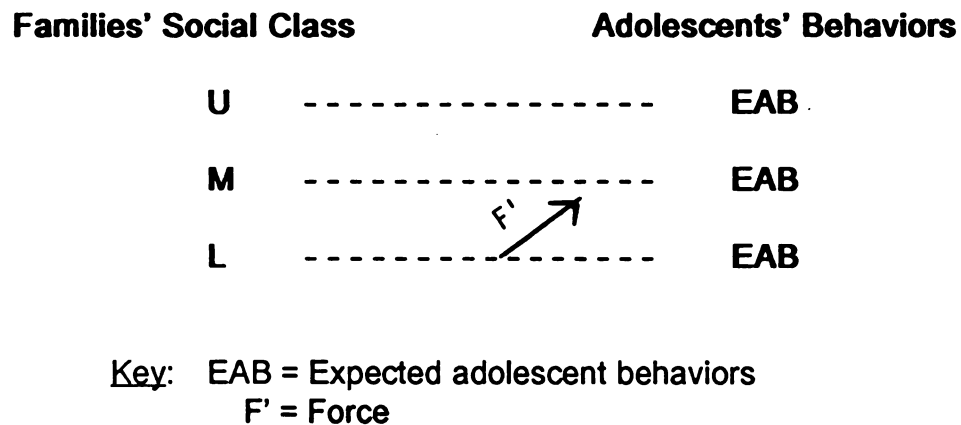 Families' Social Class Adolescents' Behaviors
U EAB
M EAB
F'
L EAB
Key: EAB = Expected adolescent behaviors
F' = Force